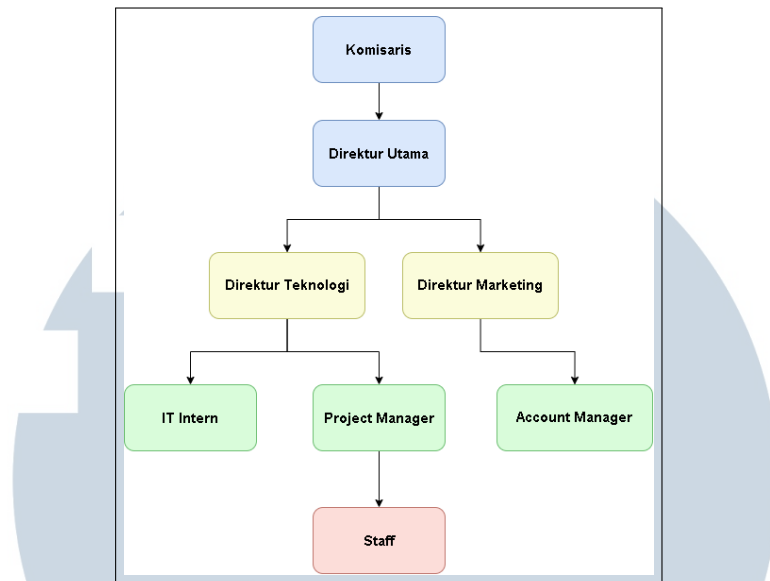 Komisaris
Direktur Utama
Direktur Teknologi
Direktur Marketing
IT Intern
Project Manager
Account Manager
Staff